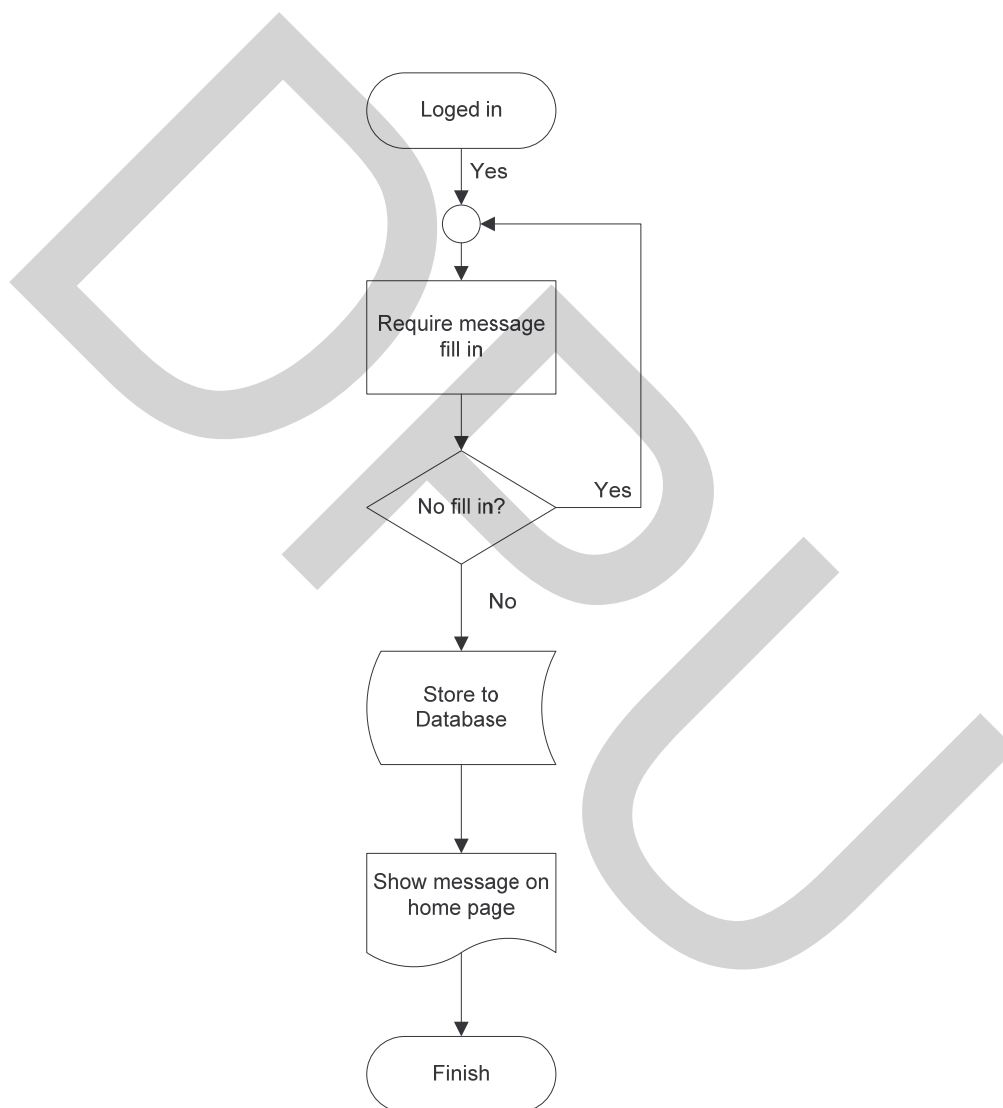 Loged in
Yes
Require message
fill in
No fill in?
Yes
No
Store to
Database
Show message on
home page
Finish
DPU